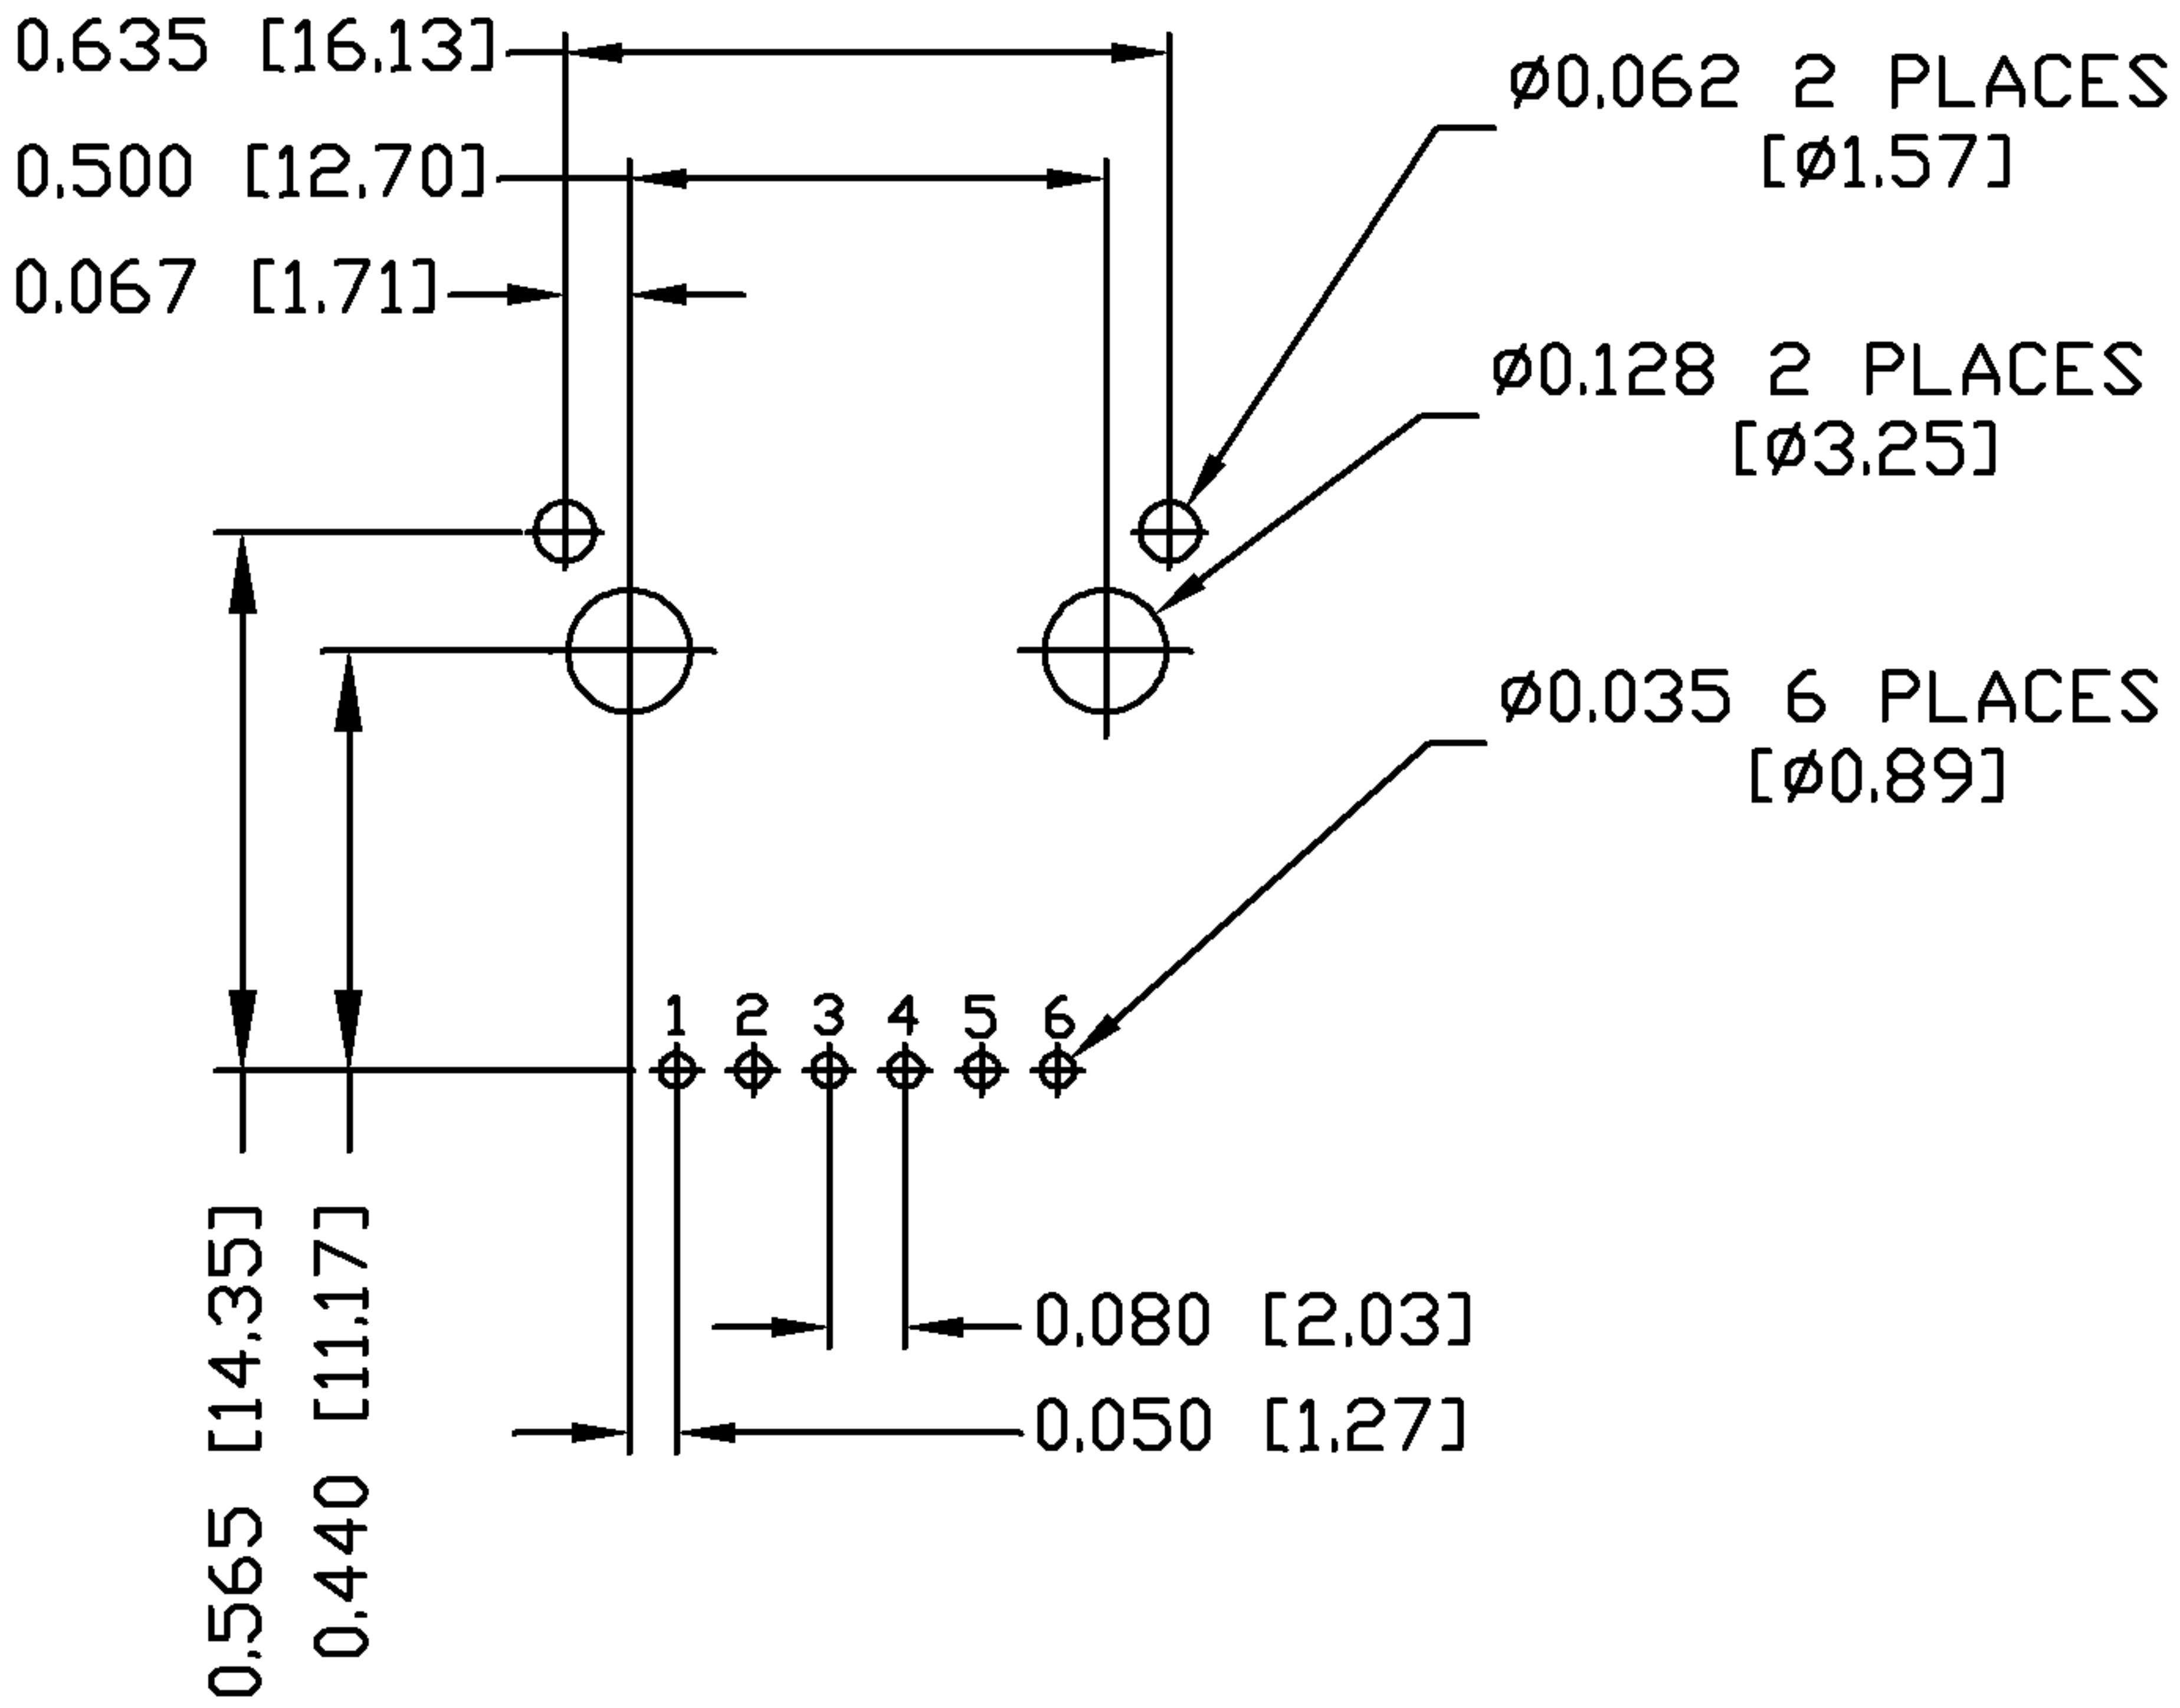 0,635 [16,13]
0,500 [12,70]
0,067 [1,71]
Ø0,062 2 PLACES
[Ø1,57]
Ø0,128 2 PLACES
[Ø3,25]
Ø0,035 6 PLACES
[Ø0,89]
1 2 3 4 5 6
0,080 [2,03]
0,050 [1,27]
0,565 [14,35]
0,440 [11,17]